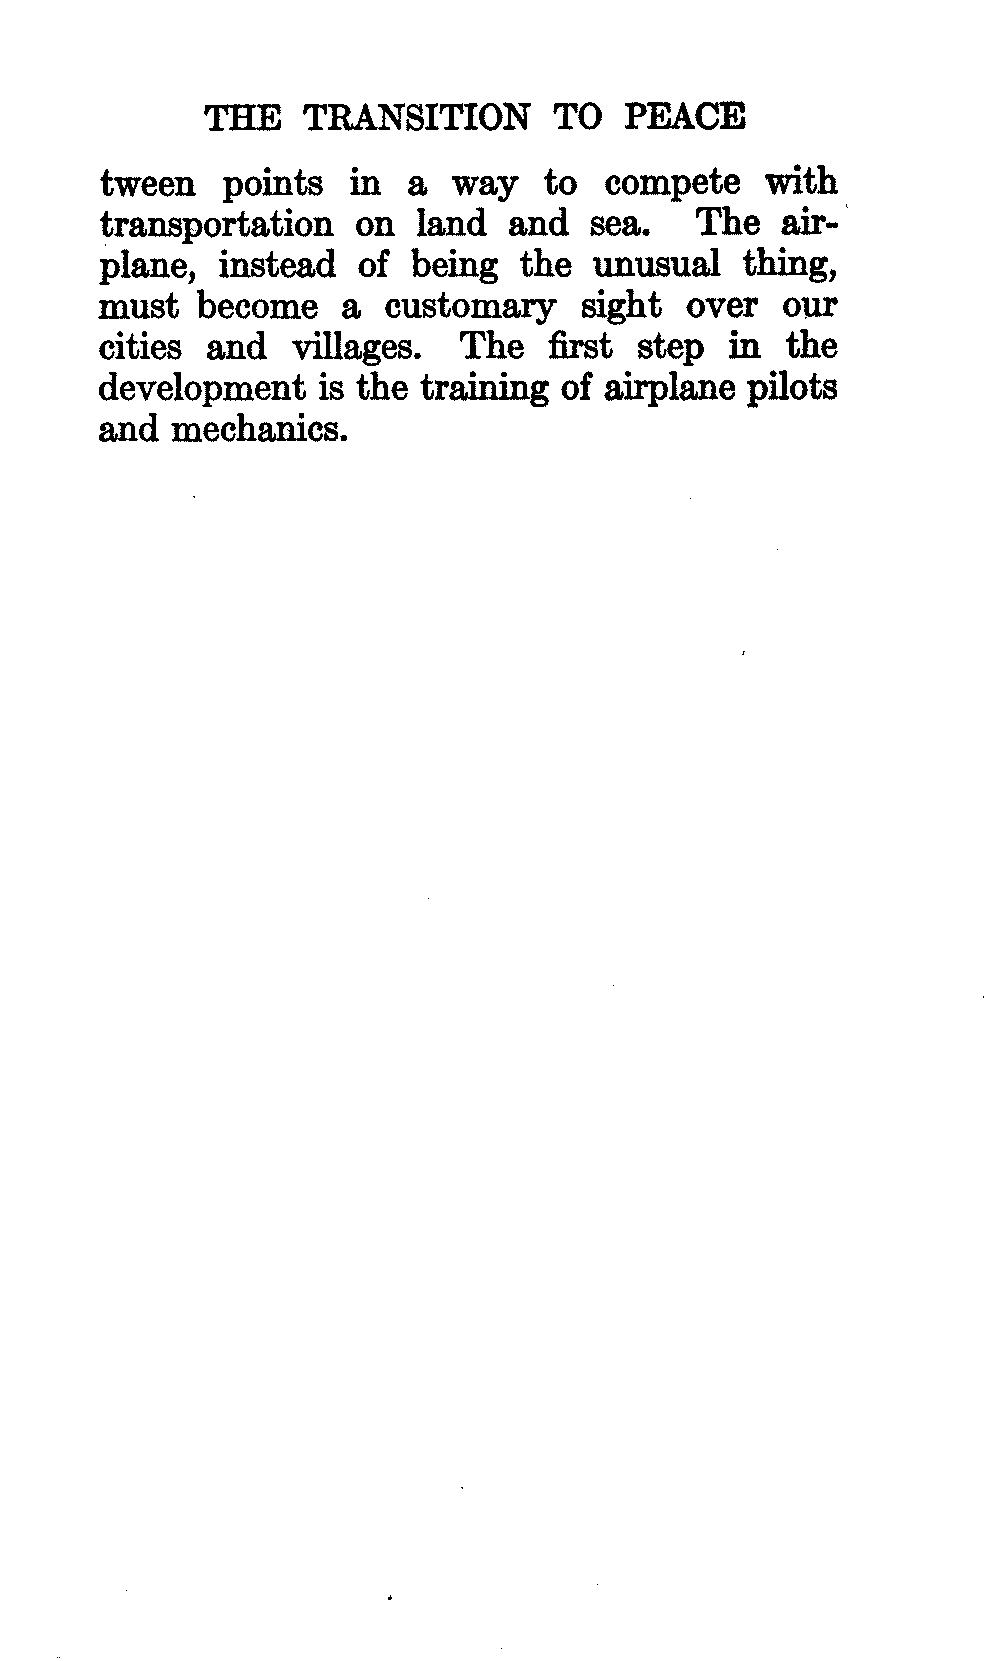 THE TRANSITION TO PEACE
tween points in a way to compete with
transportation on land and sea. The air-
plane, instead of being the unusual thing,
must become a customary sight over our
cities and villages. The first step in the
development is the training of airplane pilots
and mechanics.